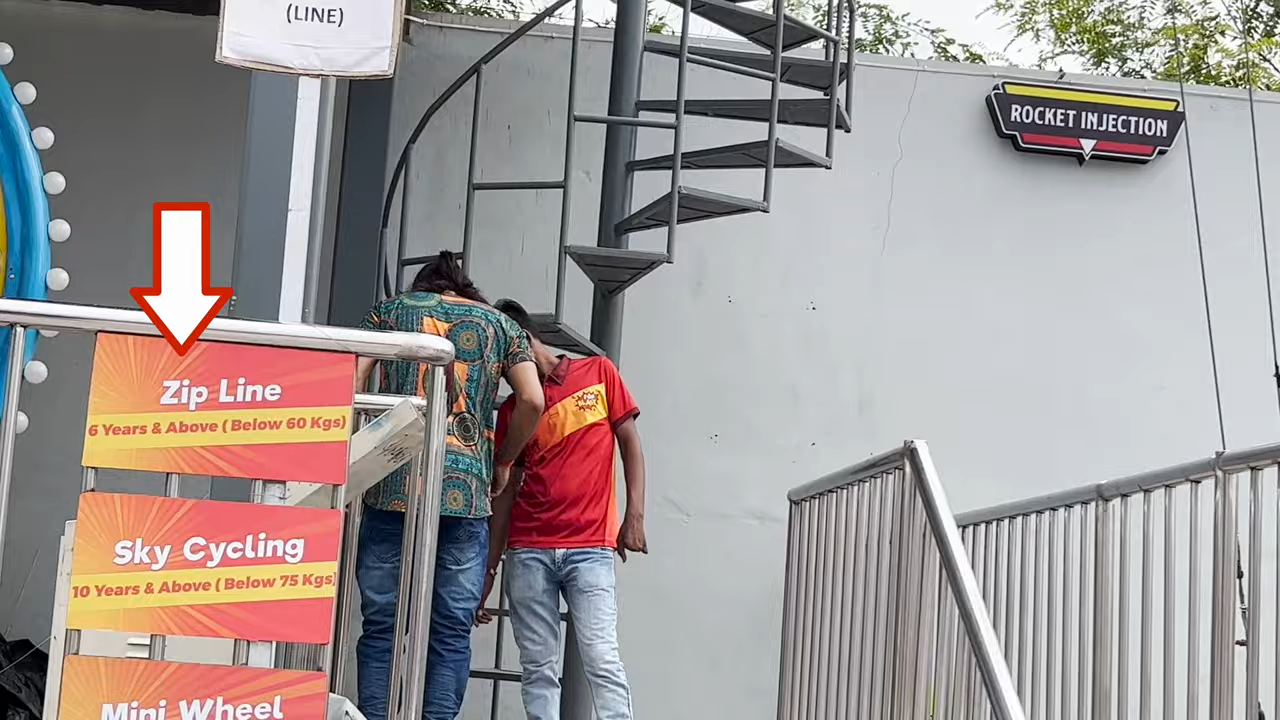 (LINE)
ROCKET INJECTION
Zip Line
6 Years & Above ( Below 60 Kgs)
Sky Cycling
10 Years & Above ( Below 75 Kgs)
Mini Wheel